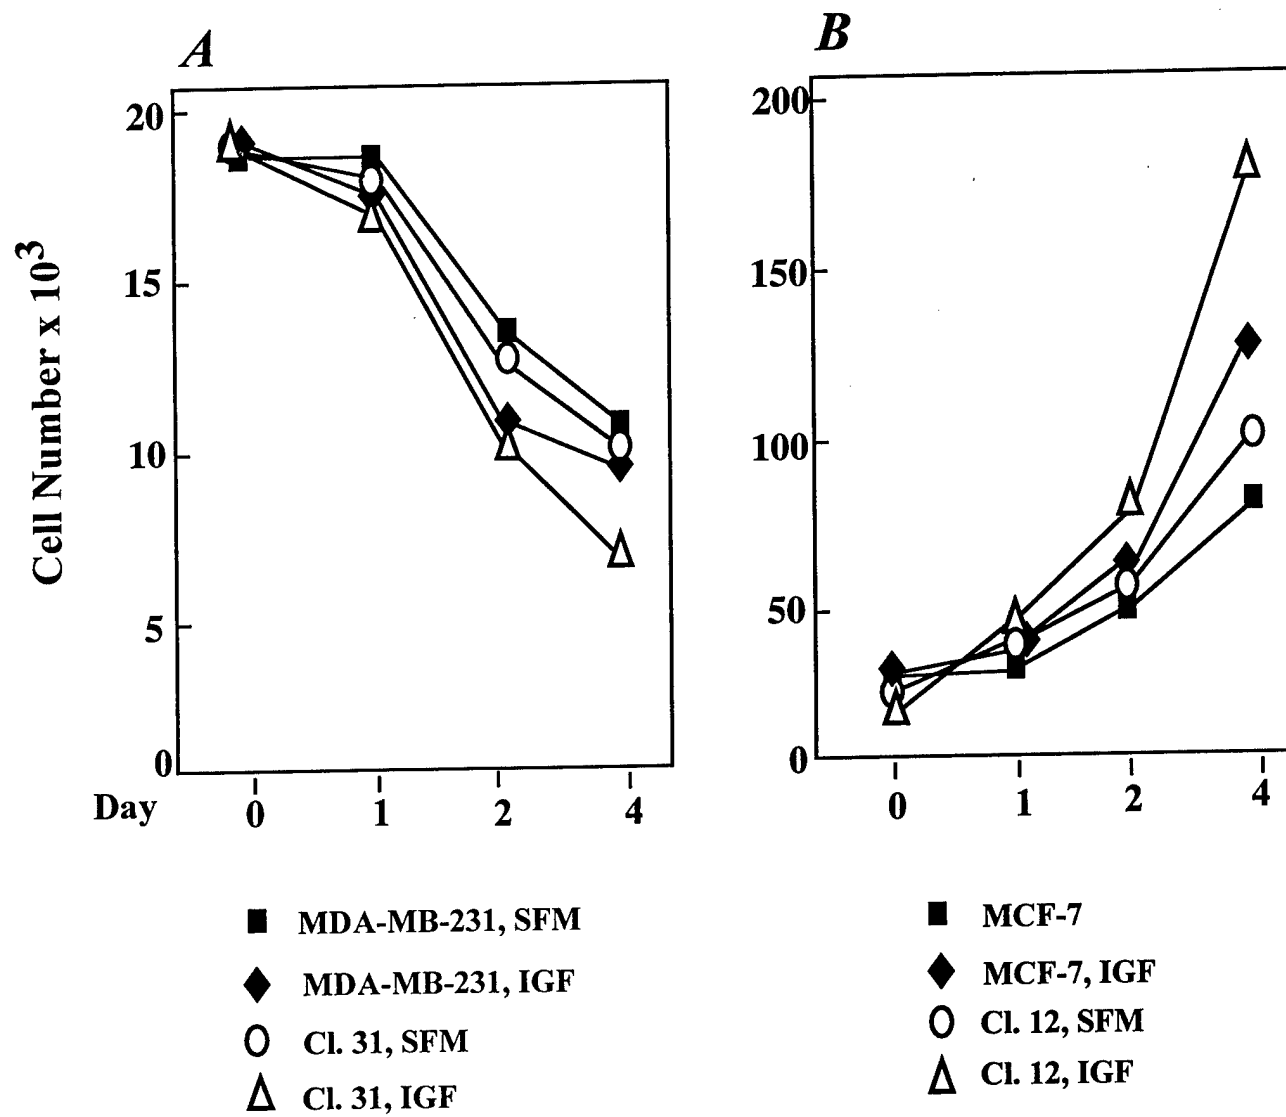 A
B
Cell Number x 10³
20
15
10
5
0
Day
0
1
2
4
200
150
100
50
0
0
1
2
4
MDA-MB-231, SFM
MDA-MB-231, IGF
Cl. 31, SFM
Cl. 31, IGF
MCF-7
MCF-7, IGF
Cl. 12, SFM
Cl. 12, IGF